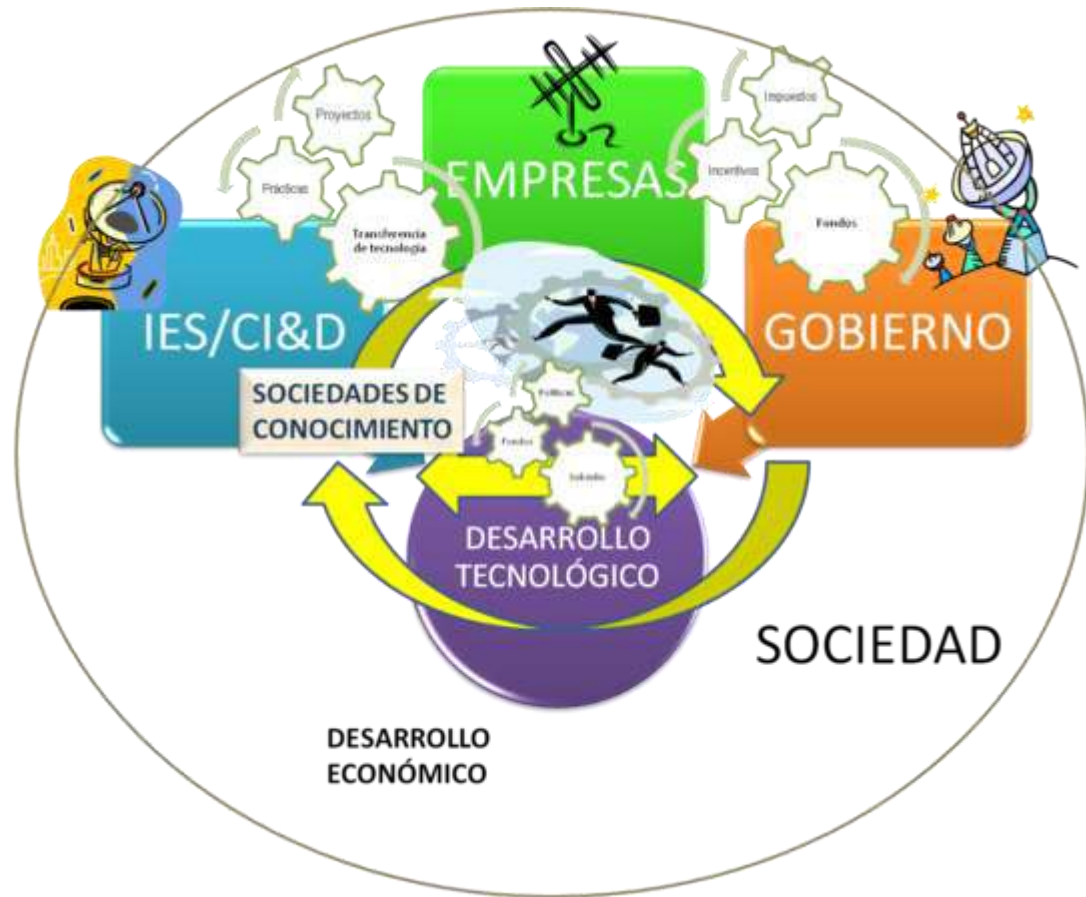 Proyectos
Prácticas
Transferencia
de tecnología
EMPRESAS
Impuestos
Incentivos
Fondos
IES/CI&D
GOBIERNO
SOCIEDADES DE
CONOCIMIENTO
Políticas
Fondos
Subsidio
DESARROLLO
TECNOLÓGICO
SOCIEDAD
DESARROLLO
ECONÓMICO